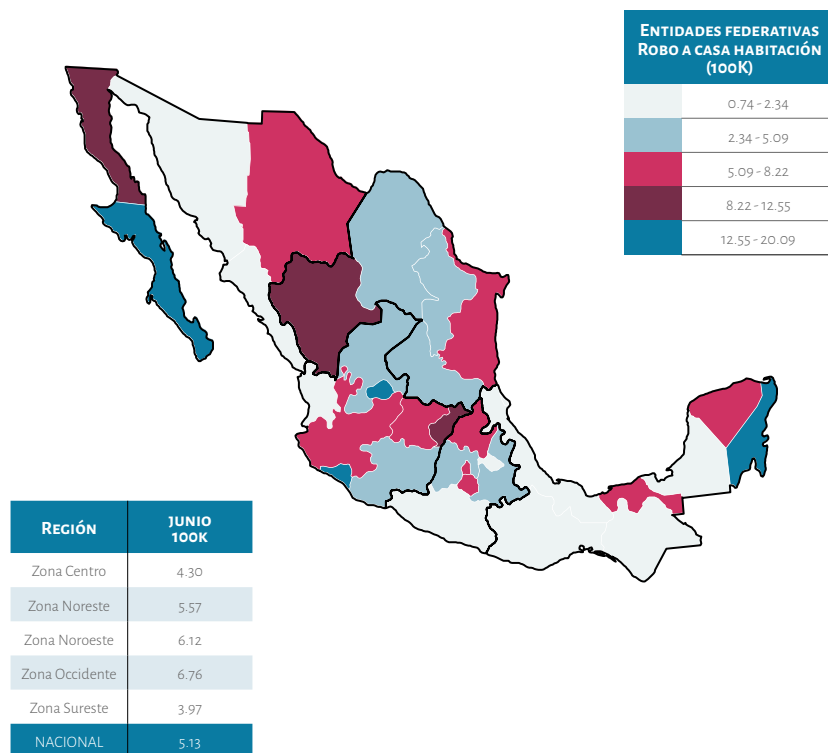 Entidades federativas
Robo a casa habitación
(100K)
0.74 - 2.34
2.34 - 5.09
5.09 - 8.22
8.22 - 12.55
12.55 - 20.09
Región junio 100K
Zona Centro 4.30
Zona Noreste 5.57
Zona Noroeste 6.12
Zona Occidente 6.76
Zona Sureste 3.97
NACIONAL 5.13